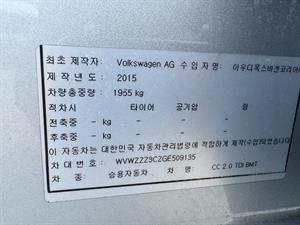 최초 제작자: Volkswagen AG 수 입 자 명: 아우디폭스바겐코리아
제 작 년 도: 2015
차량총중량: 1955 kg
적차시 타이어 공기압 림
전축중 - kg
후축중 - kg
이 자동차는 대한민국 자동차관리법령에 적합하게 제작(수입)되었습니다
차 대 번 호: WVWZZZ3CZGE509135
차 종: 승용자동차 CC 2.0 TDI BMT